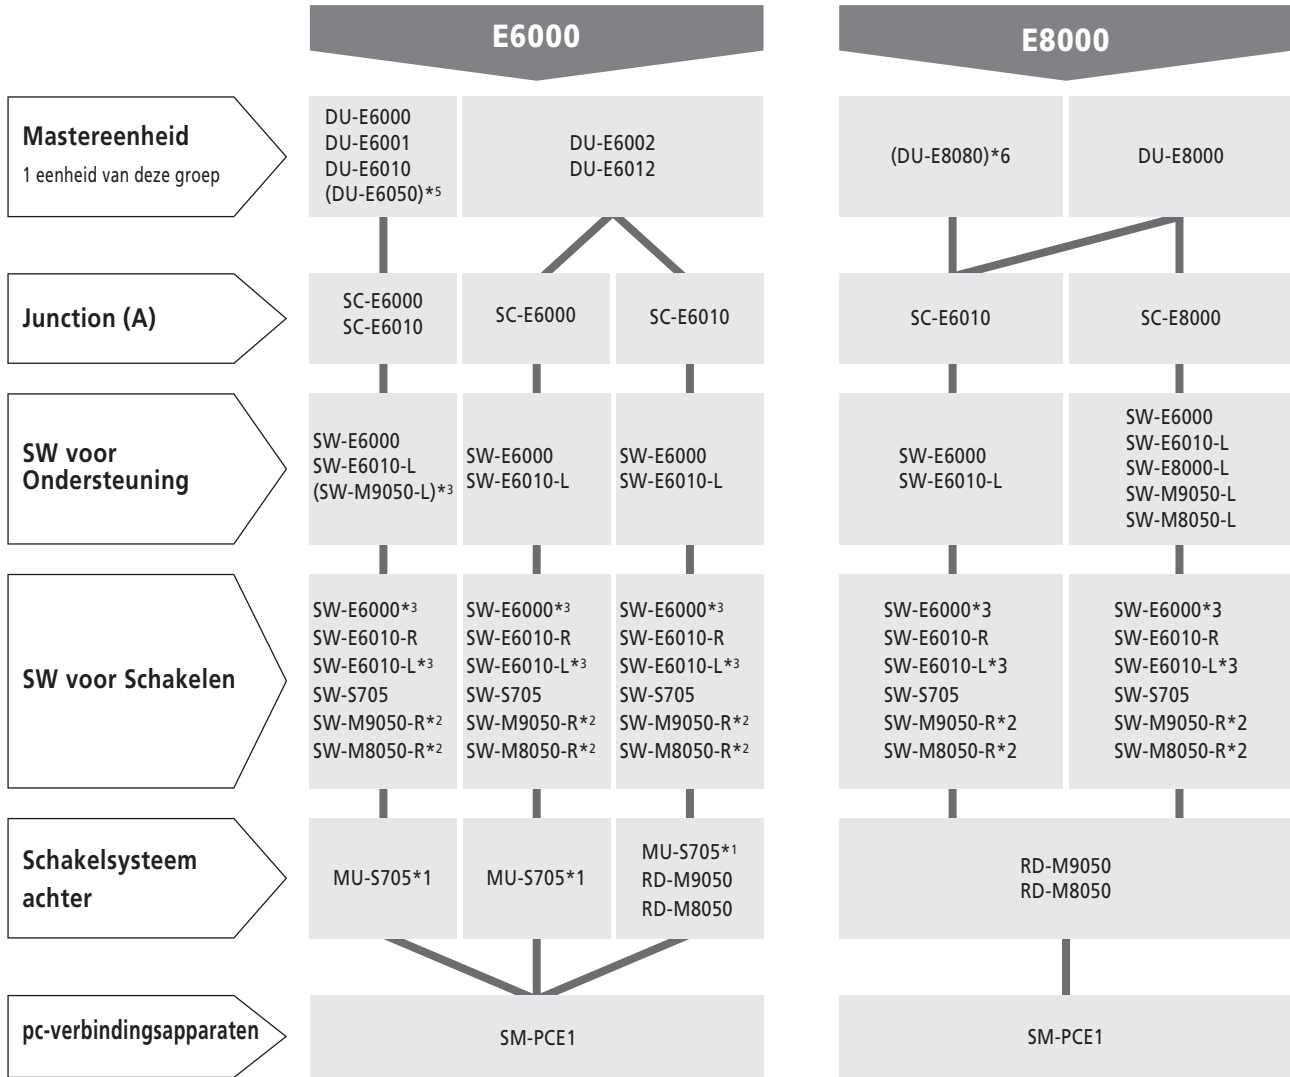 E6000
E8000
Mastereenheid
1 eenheid van deze groep
DU-E6000
DU-E6001
DU-E6010
(DU-E6050)*5
DU-E6002
DU-E6012
(DU-E8080)*6
DU-E8000
Junction (A)
SC-E6000
SC-E6010
SC-E6000
SC-E6010
SC-E6010
SC-E8000
SW voor
Ondersteuning
SW-E6000
SW-E6010-L
(SW-M9050-L)*3
SW-E6000
SW-E6010-L
SW-E6000
SW-E6010-L
SW-E6000
SW-E6010-L
SW-E6000
SW-E6010-L
SW-E8000-L
SW-M9050-L
SW-M8050-L
SW voor Schakelen
SW-E6000*3
SW-E6010-R
SW-E6010-L*3
SW-S705
SW-M9050-R*2
SW-M8050-R*2
SW-E6000*3
SW-E6010-R
SW-E6010-L*3
SW-S705
SW-M9050-R*2
SW-M8050-R*2
SW-E6000*3
SW-E6010-R
SW-E6010-L*3
SW-S705
SW-M9050-R*2
SW-M8050-R*2
SW-E6000*3
SW-E6010-R
SW-E6010-L*3
SW-S705
SW-M9050-R*2
SW-M8050-R*2
SW-E6000*3
SW-E6010-R
SW-E6010-L*3
SW-S705
SW-M9050-R*2
SW-M8050-R*2
Schakelsysteem
achter
MU-S705*1
MU-S705*1
MU-S705*1
RD-M9050
RD-M8050
RD-M9050
RD-M8050
pc-verbindingsapparaten
SM-PCE1
SM-PCE1